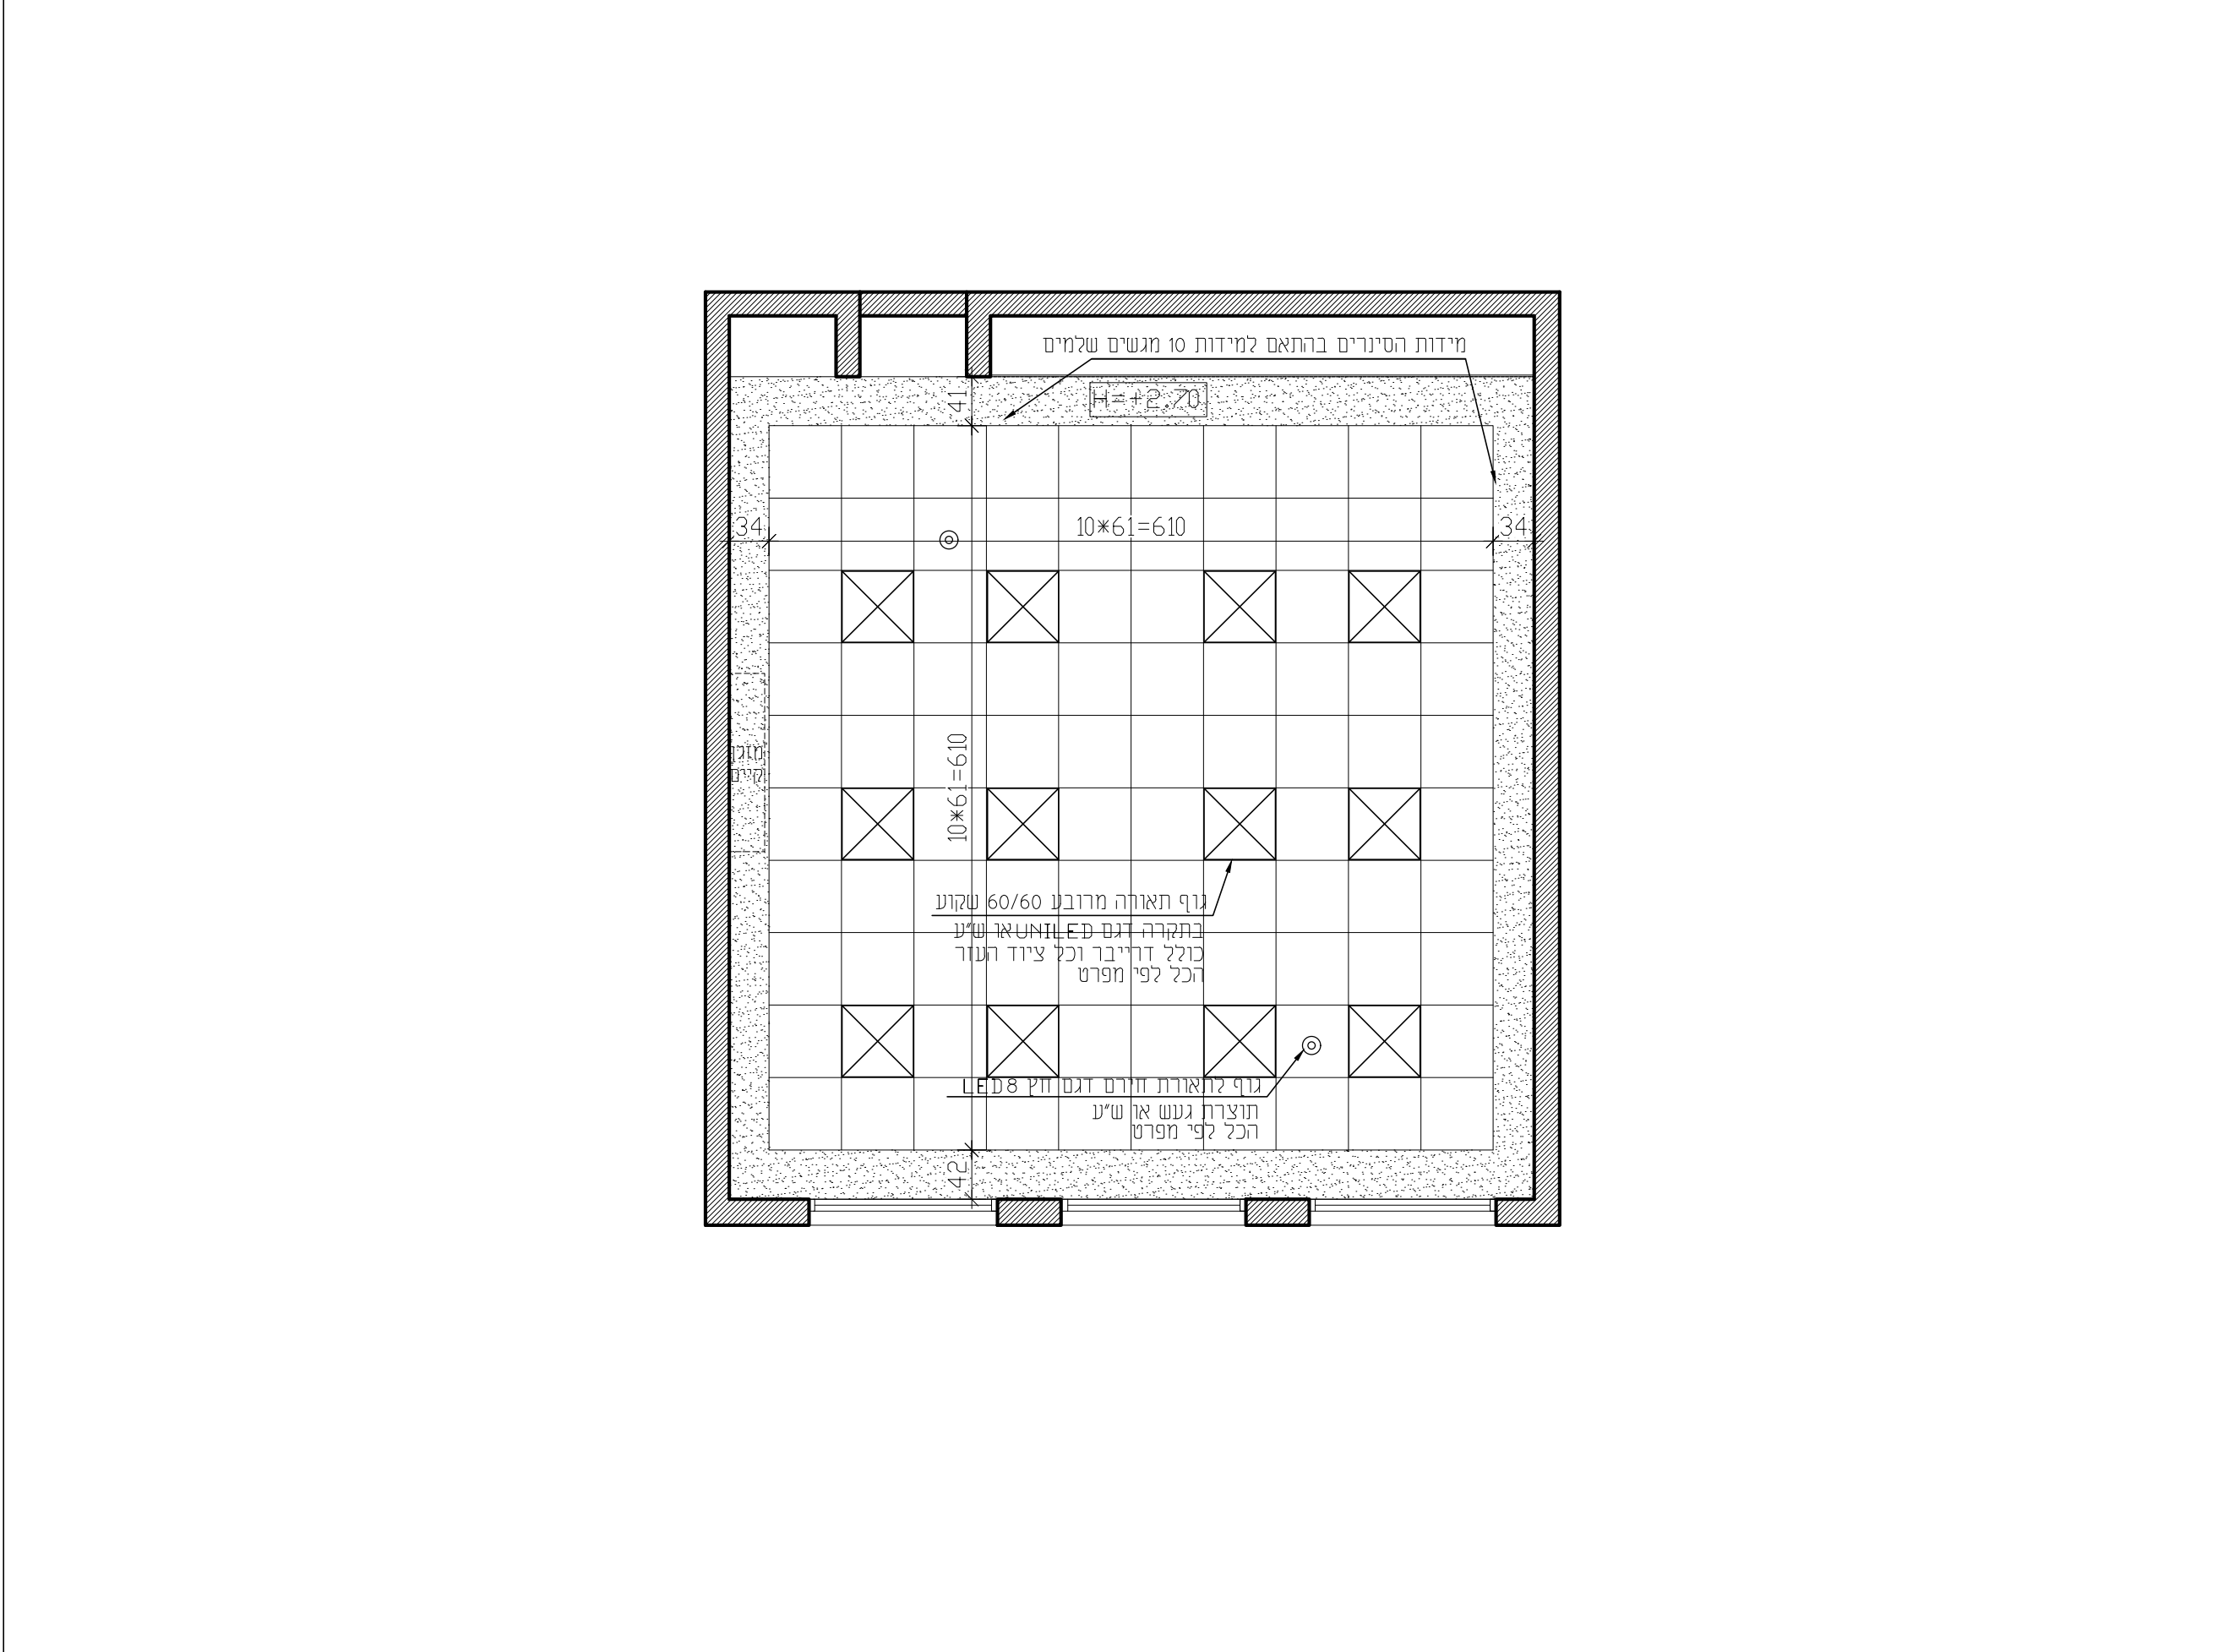 מידות הסינרים בהתאם למידות 10 מגשים שלמים
41
H=+2.70
34
10*61=610
34
מזגן
קיים
10*61=610
גוף תאורה מרובע 60/60 שקוע
בתקרה דגם UNILED או ש"ע
כולל דרייבר וכל ציוד העזר
הכל לפי מפרט
גוף לתאורת חירם דגם חץ LED8
תוצרת געש או ש"ע
הכל לפי מפרט
42